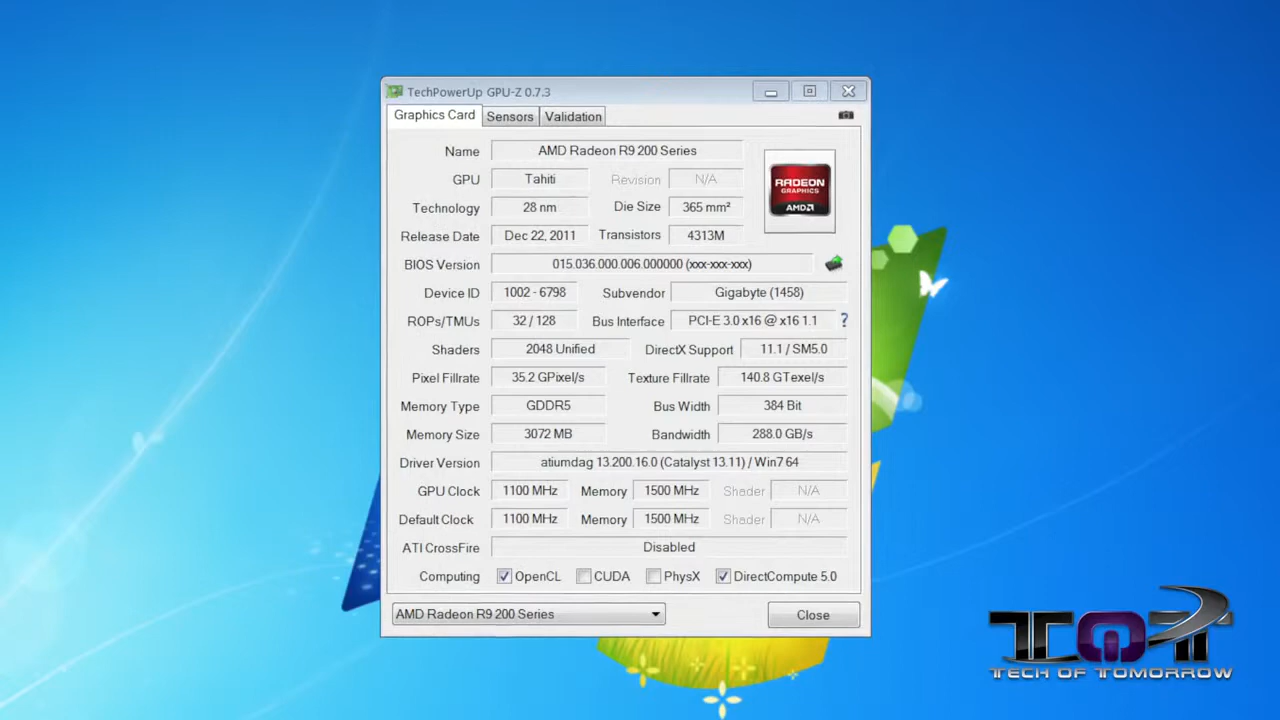 TechPowerUp GPU-Z 0.7.3
Graphics Card Sensors Validation
Name AMD Radeon R9 200 Series
GPU Tahiti Revision N/A
RADEON
GRAPHICS
AMD
Technology 28 nm Die Size 365 mm²
Release Date Dec 22, 2011 Transistors 4313M
BIOS Version 015.036.000.006.000000 (xxx-xxx-xxx)
Device ID 1002 - 6798 Subvendor Gigabyte (1458)
ROPs/TMUs 32 / 128 Bus Interface PCI-E 3.0 x16 @ x16 1.1 ?
Shaders 2048 Unified DirectX Support 11.1 / SM5.0
Pixel Fillrate 35.2 GPixel/s Texture Fillrate 140.8 GTexel/s
Memory Type GDDR5 Bus Width 384 Bit
Memory Size 3072 MB Bandwidth 288.0 GB/s
Driver Version atiumdag 13.200.16.0 (Catalyst 13.11) / Win7 64
GPU Clock 1100 MHz Memory 1500 MHz Shader N/A
Default Clock 1100 MHz Memory 1500 MHz Shader N/A
ATI CrossFire Disabled
Computing OpenCL CUDA PhysX DirectCompute 5.0
AMD Radeon R9 200 Series Close
TOT
TECH OF TOMORROW